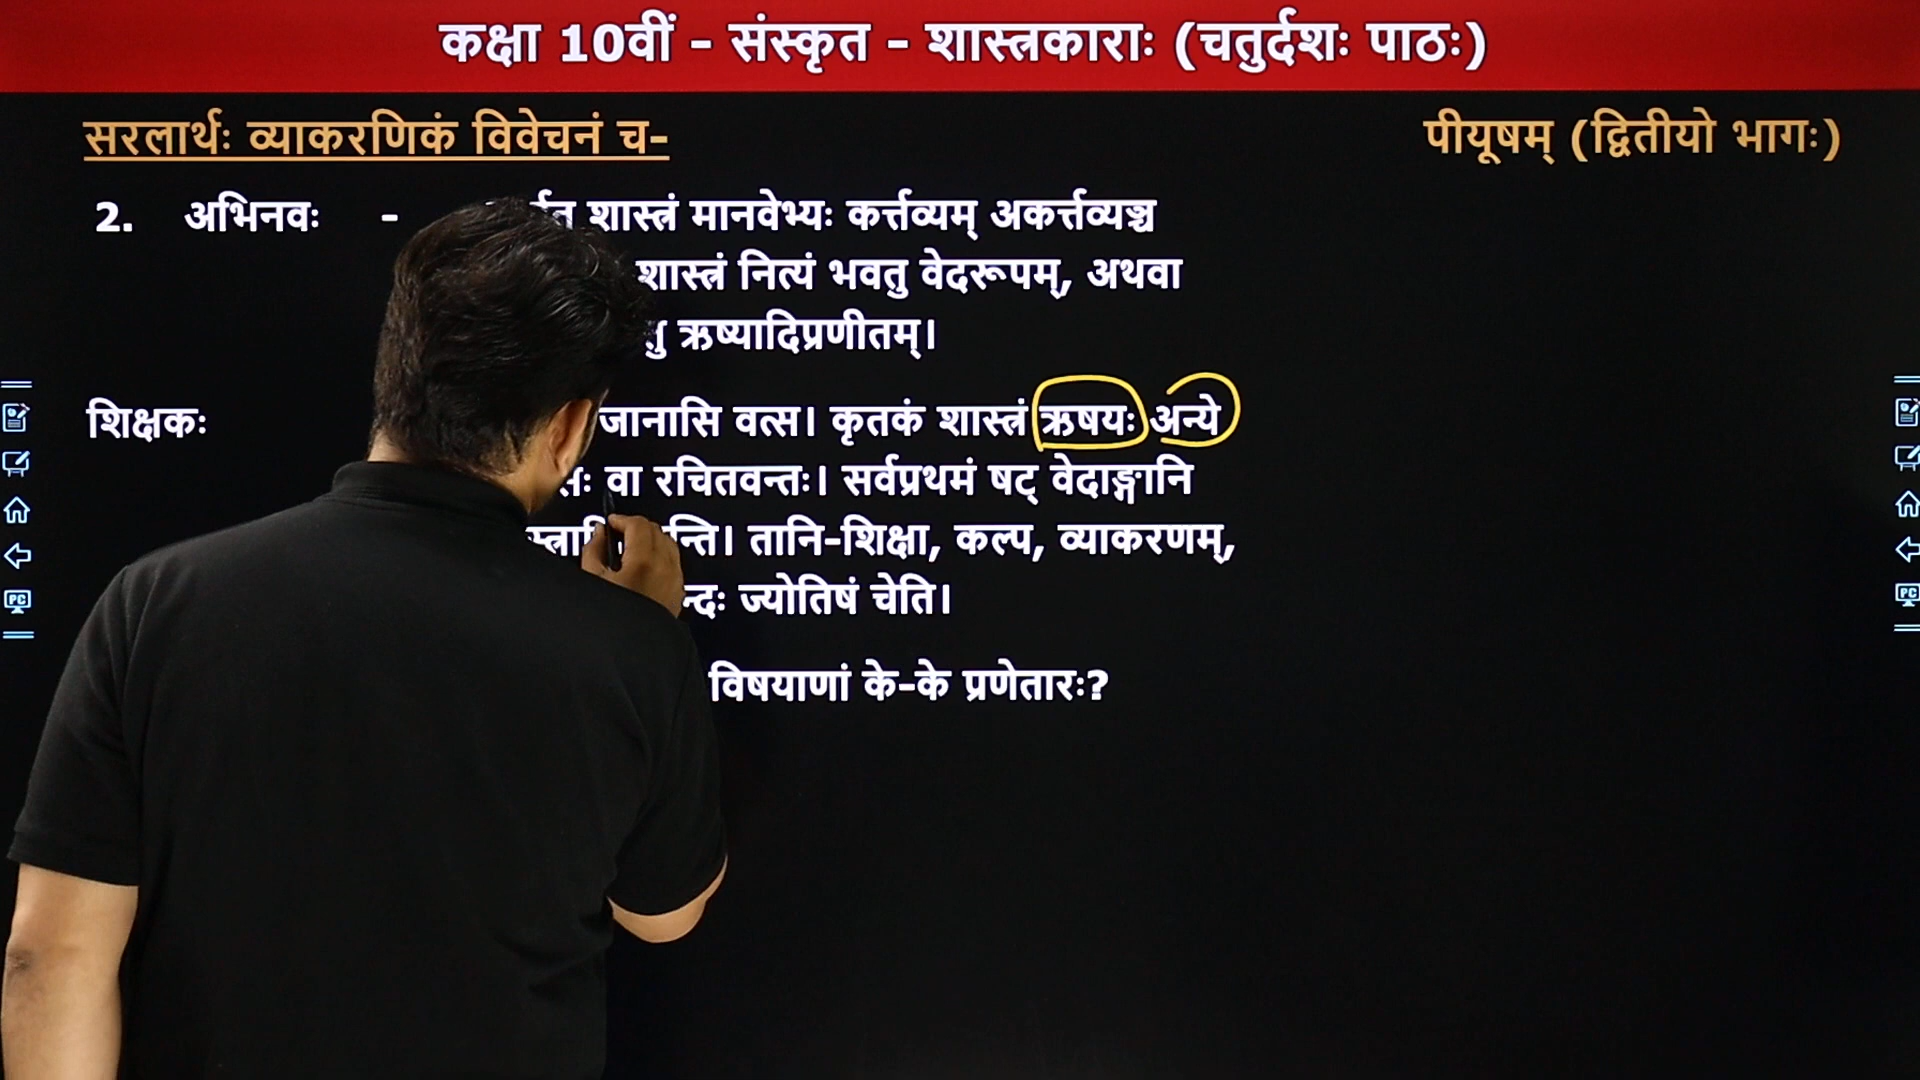 कक्षा 10वीं - संस्कृत - शास्त्रकाराः (चतुर्दशः पाठः)
सरलार्थः व्याकरणिकं विवेचनं च-
पीयूषम् (द्वितीयो भागः)
2. अभिनवः - शास्त्रं मानवेभ्यः कर्त्तव्यम् अकर्त्तव्यञ्च
शास्त्रं नित्यं भवतु वेदरूपम्, अथवा
ऋष्यादिप्रणीतम्।
शिक्षकः जानासि वत्स। कृतकं शास्त्रं ऋषयः अन्ये
वा रचितवन्तः। सर्वप्रथमं षट् वेदाङ्गानि
तानि-शिक्षा, कल्प, व्याकरणम्,
ज्योतिषं चेति।
विषयाणां के-के प्रणेतारः?
PC
PC